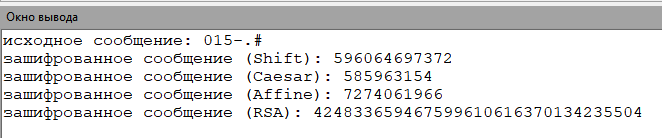 Окно вывода
исходное сообщение: 015-.#
зашифрованное сообщение (Shift): 596064697372
зашифрованное сообщение (Caesar): 585963154
зашифрованное сообщение (Affine): 7274061966
зашифрованное сообщение (RSA): 424833659467599610616370134235504